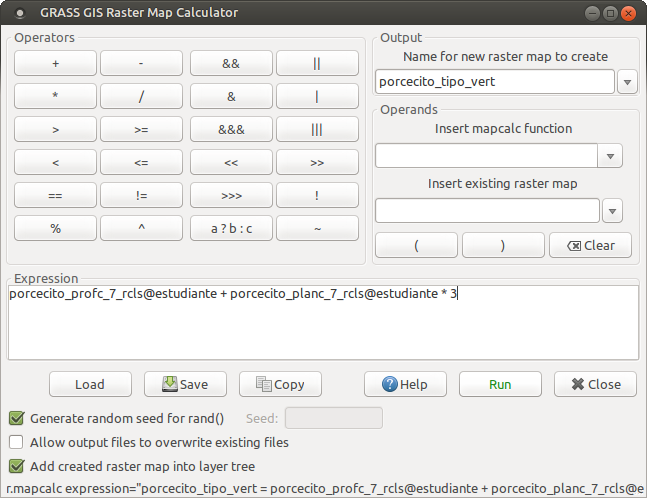 GRASS GIS Raster Map Calculator
Operators
+ - && ||
* / & |
> >= &&& |||
< <= << >>
== != >>> !
% ^ a ? b : c ~
Output
Name for new raster map to create
porcecito_tipo_vert
Operands
Insert mapcalc function
Insert existing raster map
( ) Clear
Expression
porcecito_profc_7_rcls@estudiante + porcecito_planc_7_rcls@estudiante * 3
Load Save Copy Help Run Close
Generate random seed for rand() Seed:
Allow output files to overwrite existing files
Add created raster map into layer tree
r.mapcalc expression="porcecito_tipo_vert = porcecito_profc_7_rcls@estudiante + porcecito_planc_7_rcls@e